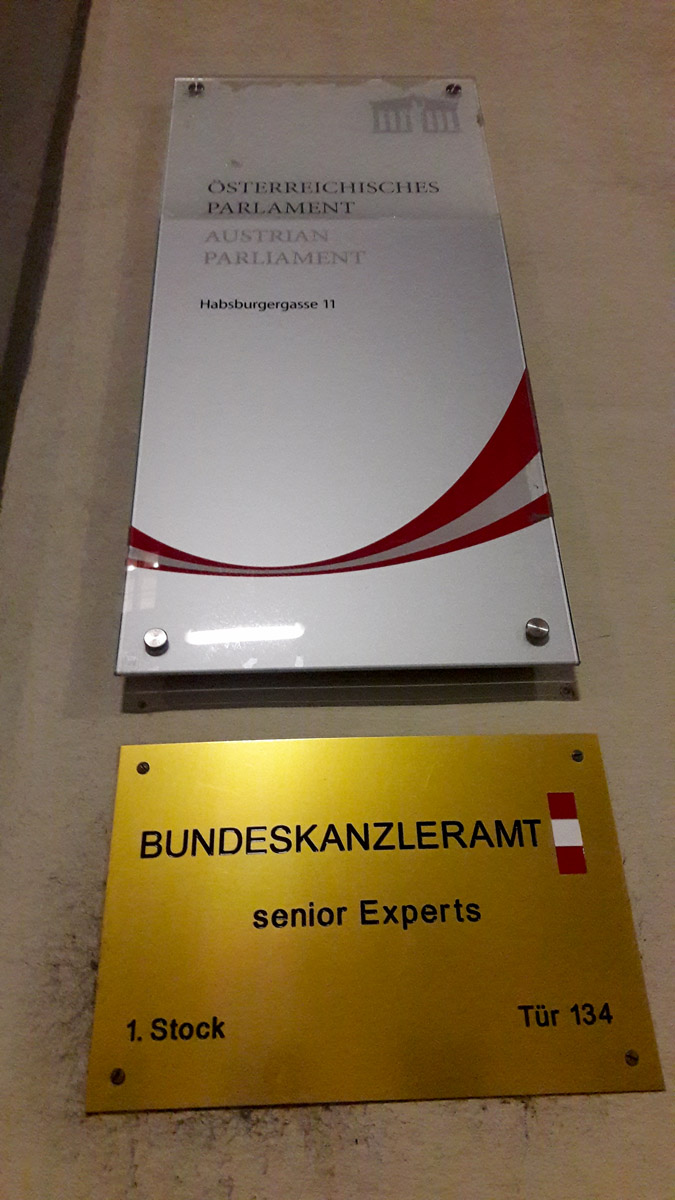 ÖSTERREICHISCHES
PARLAMENT
AUSTRIAN
PARLIAMENT
Habsburgergasse 11
BUNDESKANZLERAMT
senior Experts
1. Stock
Tür 134